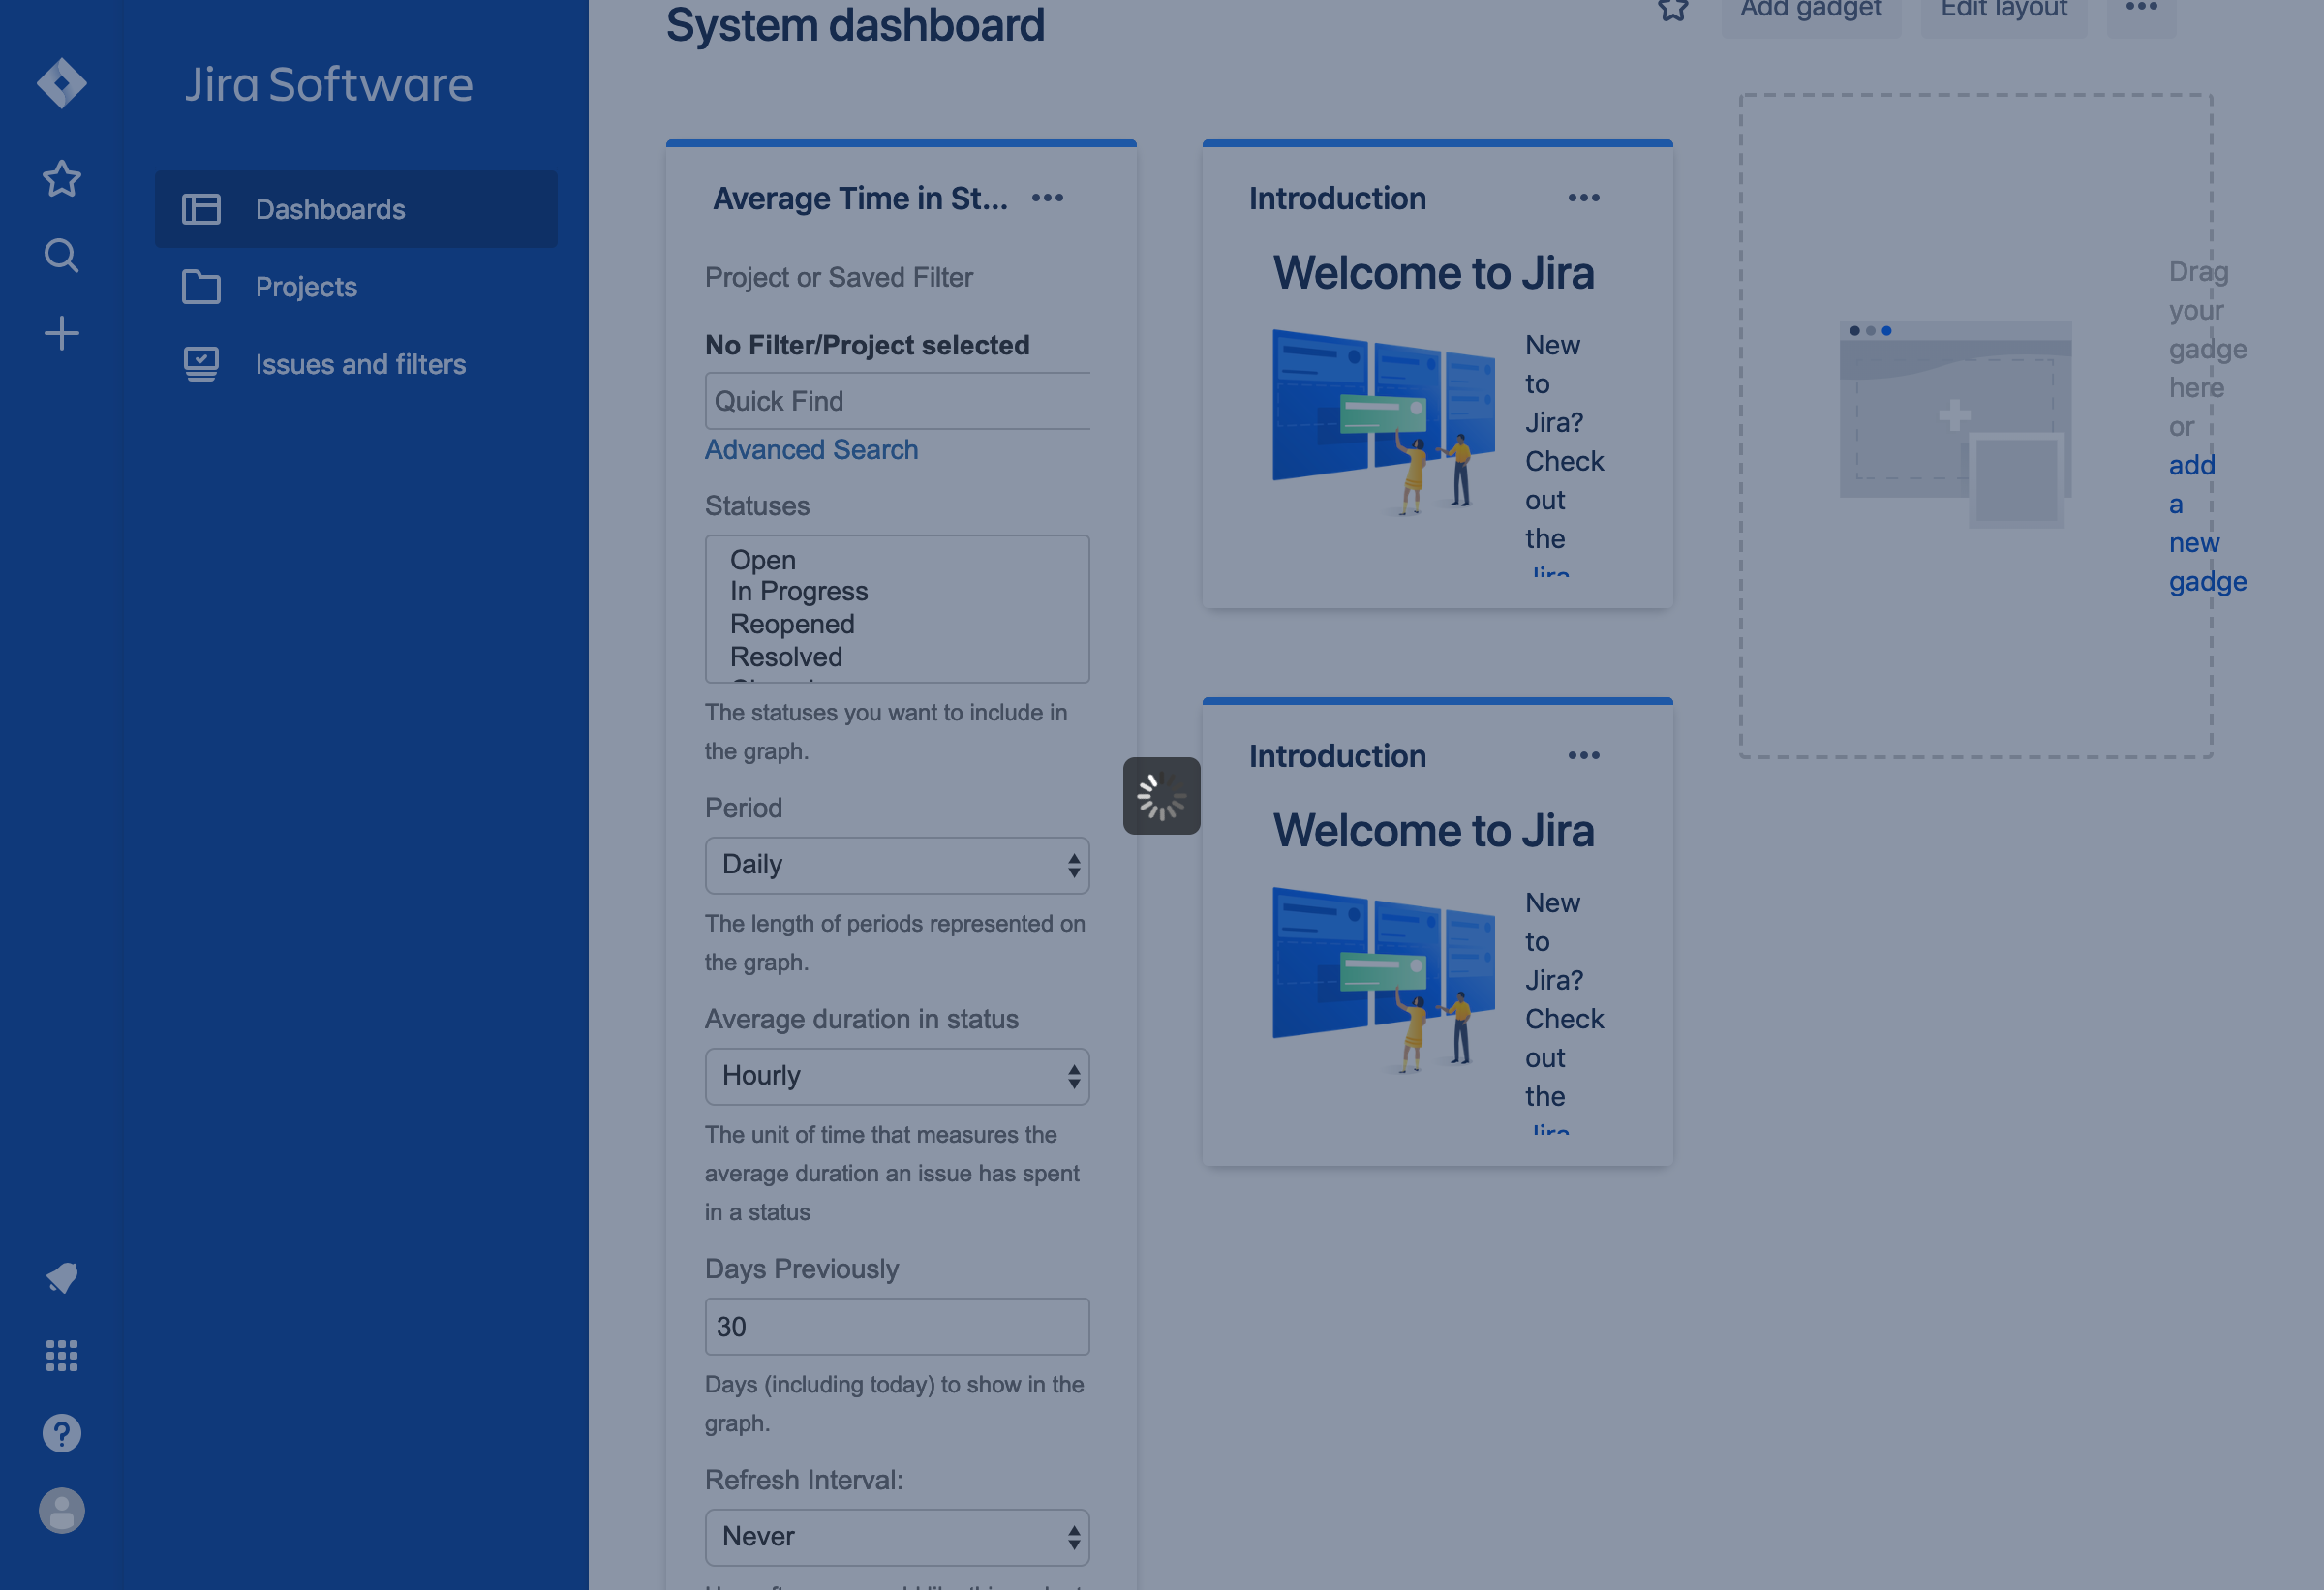 System dashboard
Add gadget
Edit layout
Jira Software
Dashboards
Projects
Issues and filters
Average Time in St...
Project or Saved Filter
No Filter/Project selected
Quick Find
Advanced Search
Statuses
Open
In Progress
Reopened
Resolved
The statuses you want to include in
the graph.
Period
Daily
The length of periods represented on
the graph.
Average duration in status
Hourly
The unit of time that measures the
average duration an issue has spent
in a status
Days Previously
30
Days (including today) to show in the
graph.
Refresh Interval:
Never
Introduction
Welcome to Jira
New
to
Jira?
Check
out
the
Jira
Introduction
Welcome to Jira
New
to
Jira?
Check
out
the
Jira
Drag
your
gadge
here
or
add
a
new
gadge